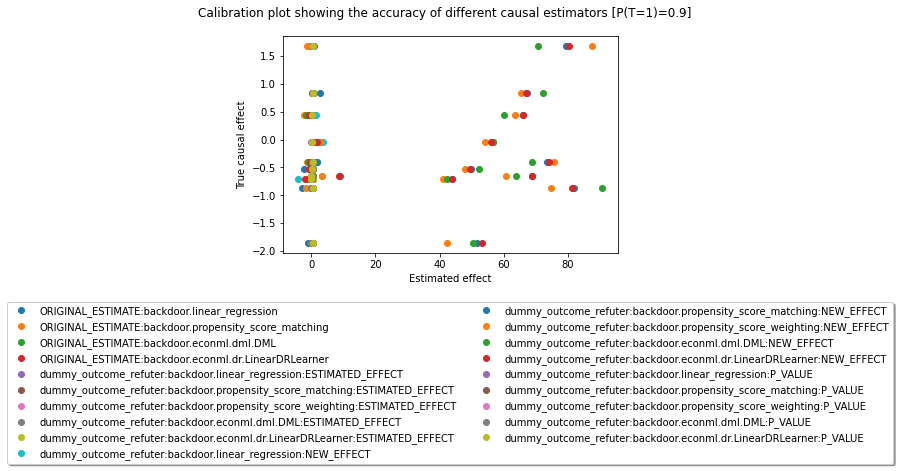 Calibration plot showing the accuracy of different causal estimators [P(T=1)=0.9]
1.5
1.0
0.5
0.0
−0.5
−1.0
−1.5
−2.0
True causal effect
0 20 40 60 80
Estimated effect
ORIGINAL_ESTIMATE:backdoor.linear_regression
ORIGINAL_ESTIMATE:backdoor.propensity_score_matching
ORIGINAL_ESTIMATE:backdoor.econml.dml.DML
ORIGINAL_ESTIMATE:backdoor.econml.dr.LinearDRLearner
dummy_outcome_refuter:backdoor.linear_regression:ESTIMATED_EFFECT
dummy_outcome_refuter:backdoor.propensity_score_matching:ESTIMATED_EFFECT
dummy_outcome_refuter:backdoor.propensity_score_weighting:ESTIMATED_EFFECT
dummy_outcome_refuter:backdoor.econml.dml.DML:ESTIMATED_EFFECT
dummy_outcome_refuter:backdoor.econml.dr.LinearDRLearner:ESTIMATED_EFFECT
dummy_outcome_refuter:backdoor.linear_regression:NEW_EFFECT
dummy_outcome_refuter:backdoor.propensity_score_matching:NEW_EFFECT
dummy_outcome_refuter:backdoor.propensity_score_weighting:NEW_EFFECT
dummy_outcome_refuter:backdoor.econml.dml.DML:NEW_EFFECT
dummy_outcome_refuter:backdoor.econml.dr.LinearDRLearner:NEW_EFFECT
dummy_outcome_refuter:backdoor.linear_regression:P_VALUE
dummy_outcome_refuter:backdoor.propensity_score_matching:P_VALUE
dummy_outcome_refuter:backdoor.propensity_score_weighting:P_VALUE
dummy_outcome_refuter:backdoor.econml.dml.DML:P_VALUE
dummy_outcome_refuter:backdoor.econml.dr.LinearDRLearner:P_VALUE